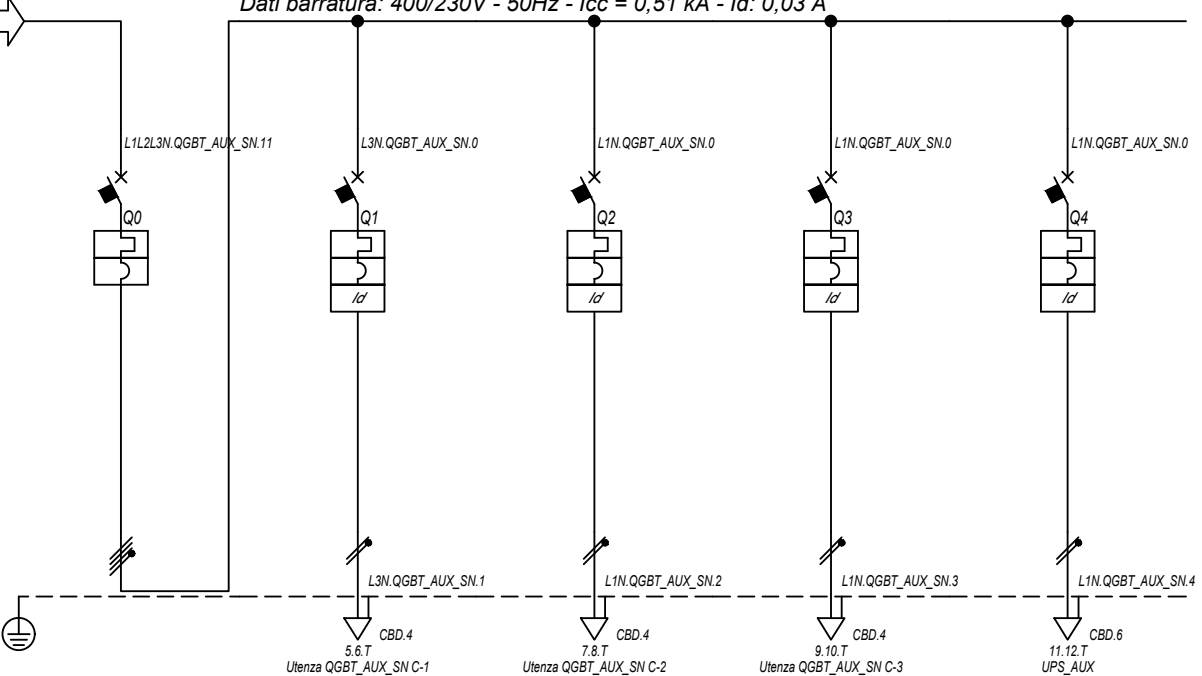 Dati barratura: 400/230V - 50Hz - Icc = 0,51 kA - Id: 0,03 A
L1L2L3N.QGBT_AUX_SN.11
L3N.QGBT_AUX_SN.0
L1N.QGBT_AUX_SN.0
L1N.QGBT_AUX_SN.0
L1N.QGBT_AUX_SN.0
Q0
Q1
Q2
Q3
Q4
Id
Id
Id
Id
L3N.QGBT_AUX_SN.1
L1N.QGBT_AUX_SN.2
L1N.QGBT_AUX_SN.3
L1N.QGBT_AUX_SN.4
CBD.4
CBD.4
CBD.4
CBD.6
5.6.T
Utenza QGBT_AUX_SN C-1
7.8.T
Utenza QGBT_AUX_SN C-2
9.10.T
Utenza QGBT_AUX_SN C-3
11.12.T
UPS_AUX